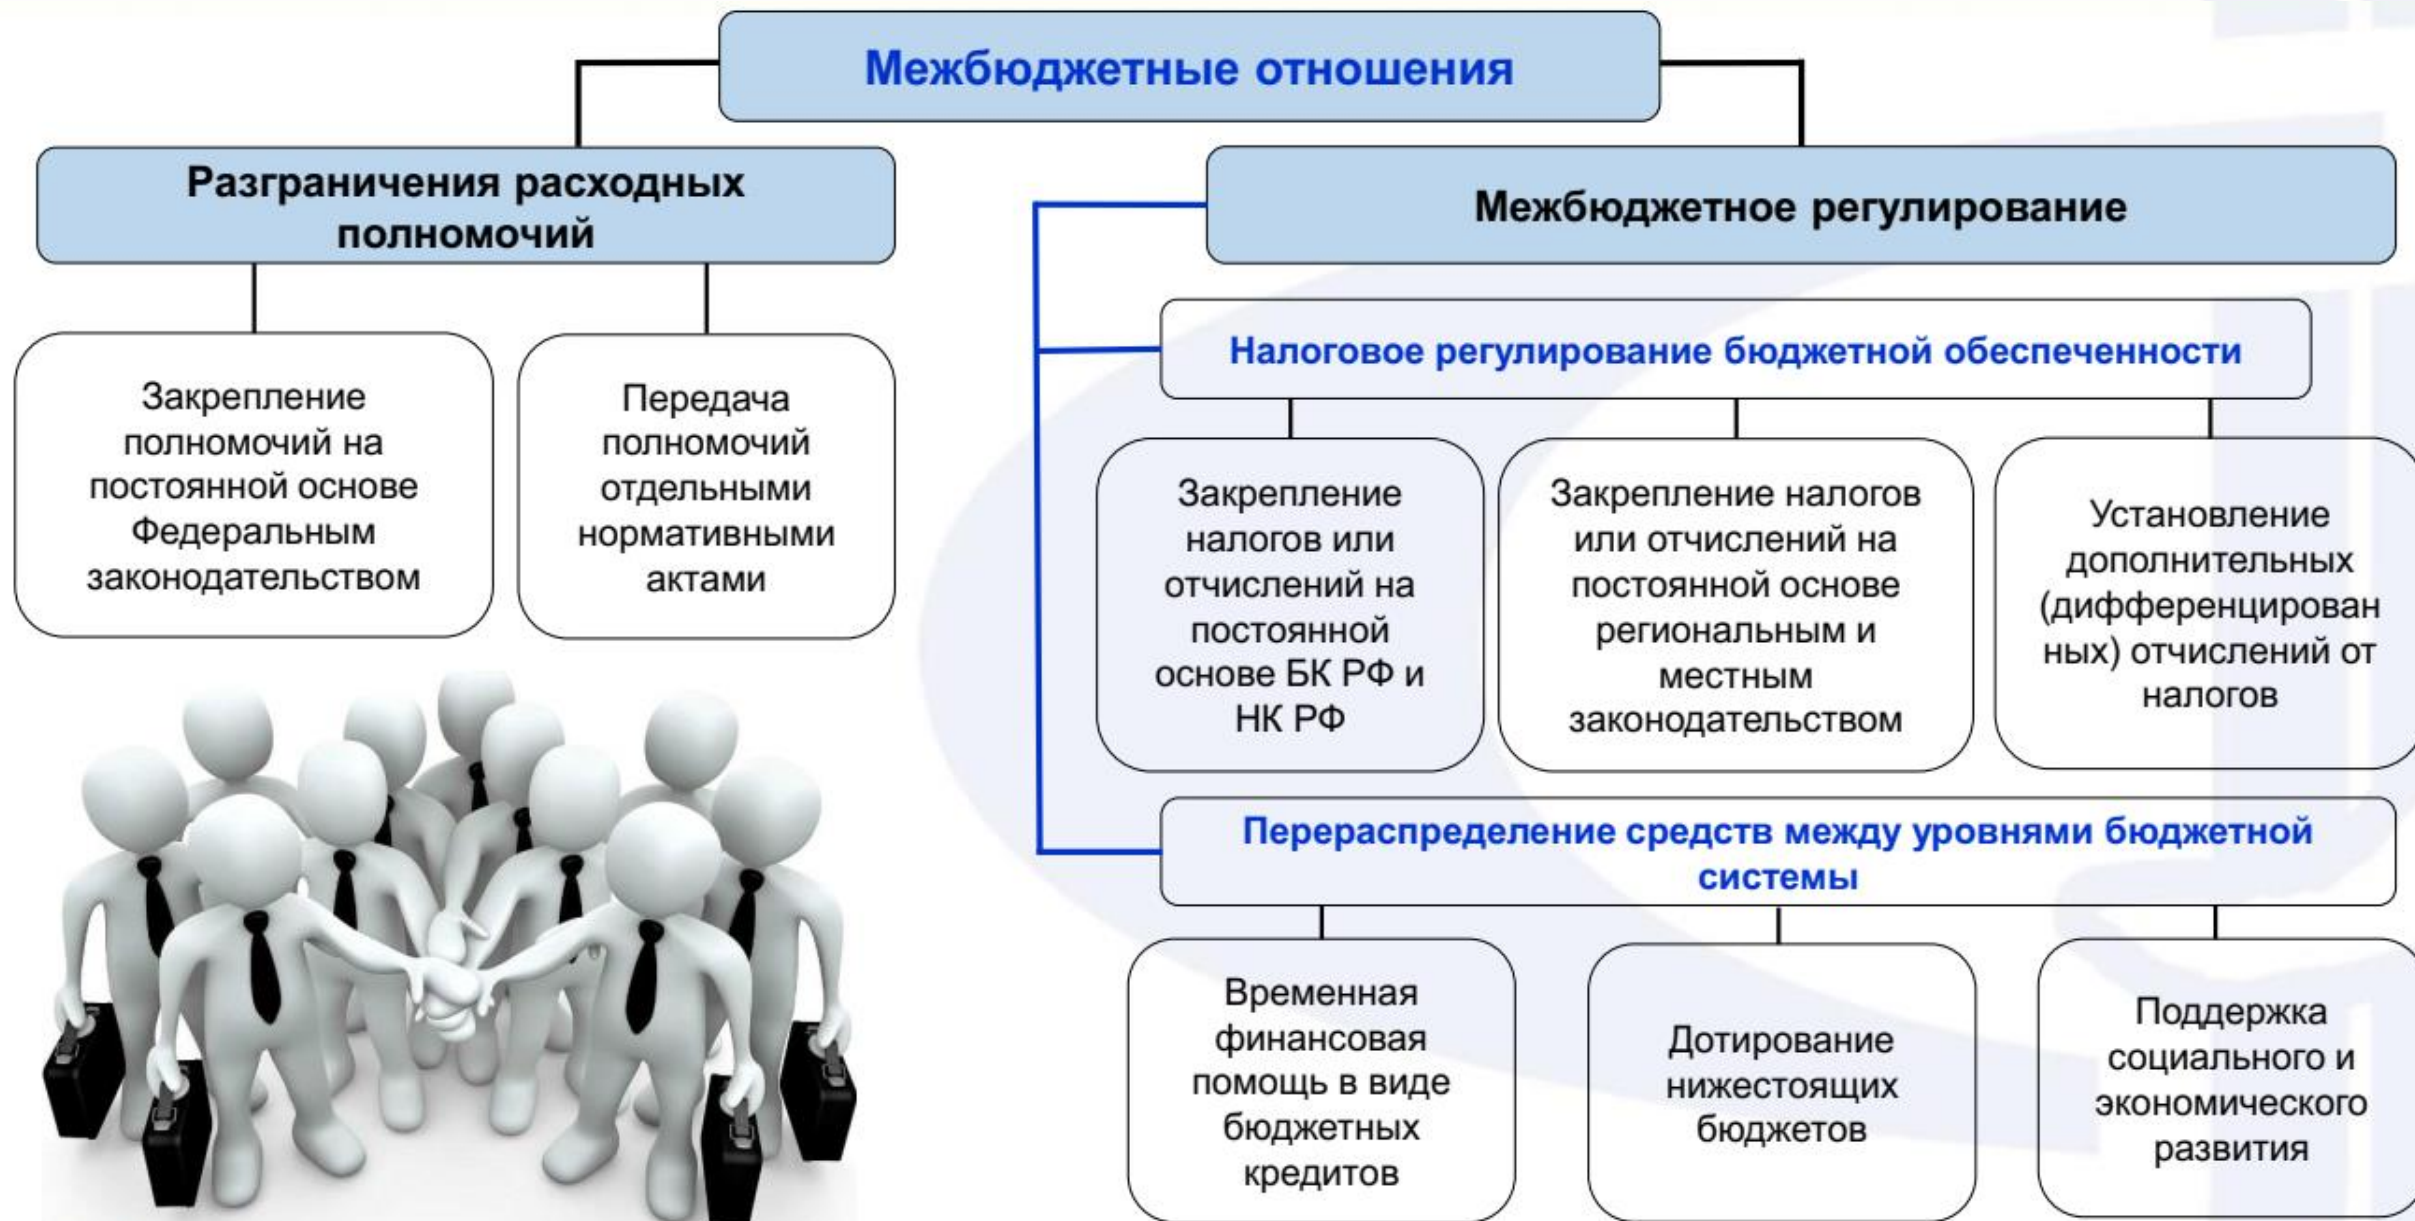 Межбюджетные отношения
Разграничения расходных
полномочий
Закрепление
полномочий на
постоянной основе
Федеральным
законодательством
Передача
полномочий
отдельными
нормативными
актами
Межбюджетное регулирование
Налоговое регулирование бюджетной обеспеченности
Закрепление
налогов или
отчислений на
постоянной
основе БК РФ и
НК РФ
Закрепление налогов
или отчислений на
постоянной основе
региональным и
местным
законодательством
Установление
дополнительных
(дифференцирован
ных) отчислений от
налогов
Перераспределение средств между уровнями бюджетной
системы
Временная
финансовая
помощь в виде
бюджетных
кредитов
Дотирование
нижестоящих
бюджетов
Поддержка
социального и
экономического
развития